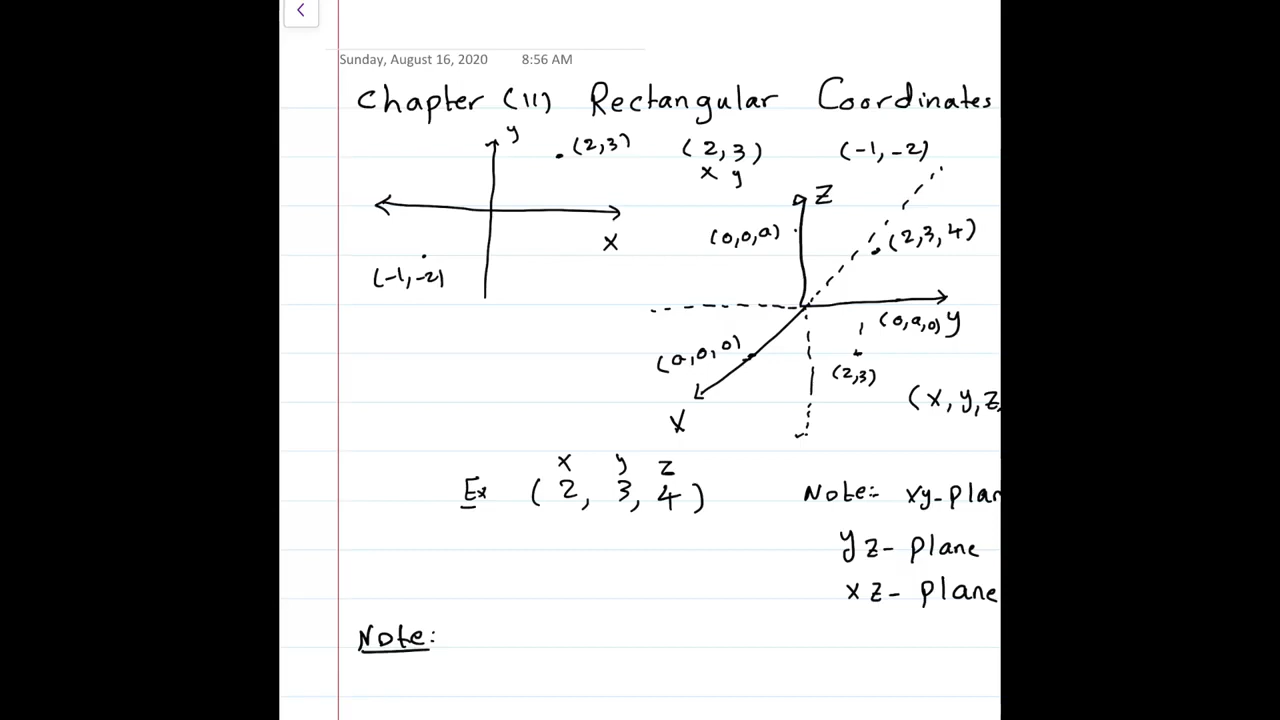 Sunday, August 16, 2020 8:56 AM
Chapter (11) Rectangular Coordinates
y
(2,3)
(2,3)
x y
(-1,-2)
z
(0,0,a)
(2,3,4)
x
(-1,-2)
(0,a,0) y
(a,0,0)
(2,3)
(x,y,z
x
x y z
Ex (2, 3, 4)
Note:- xy-plan
yz- plane
xz- plane
Note: